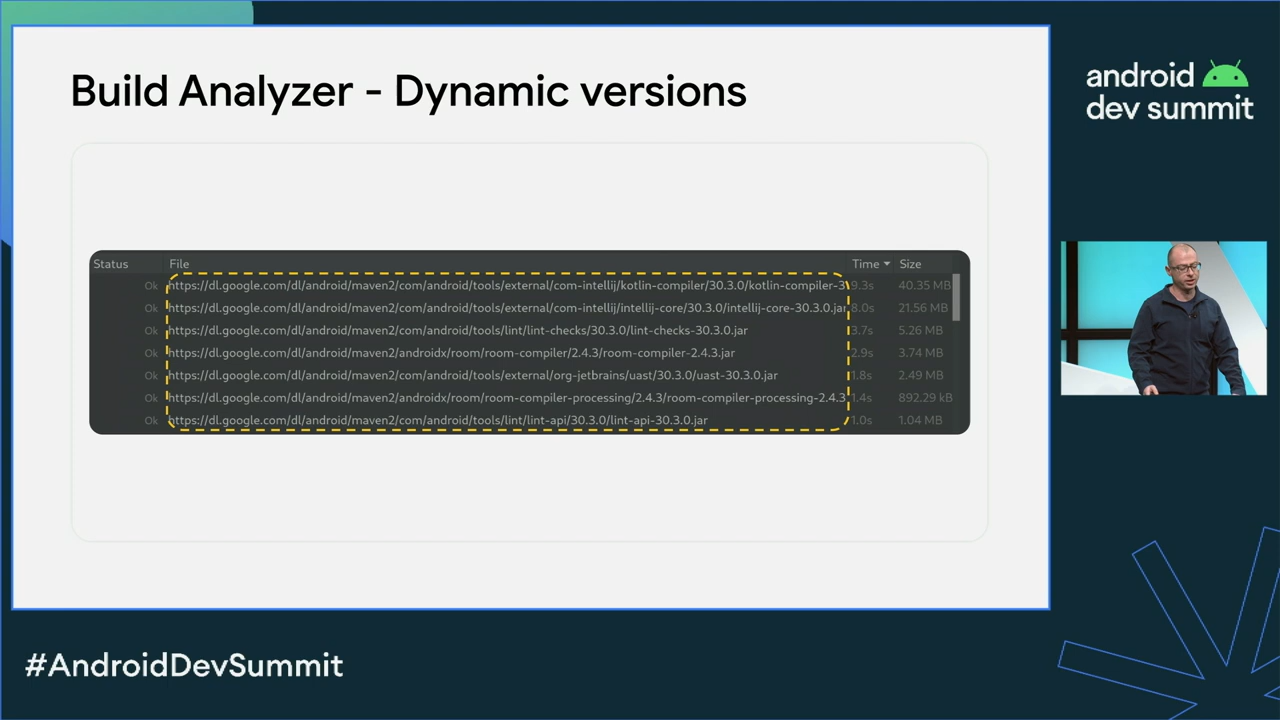 Build Analyzer - Dynamic versions
android
dev summit
Status File Time Size
Ok https://dl.google.com/dl/android/maven2/com/android/tools/external/com-intellij/kotlin-compiler/30.3.0/kotlin-compiler-3 9.3s 40.35 MB
Ok https://dl.google.com/dl/android/maven2/com/android/tools/external/com-intellij/intellij-core/30.3.0/intellij-core-30.3.0.jar 8.0s 21.56 MB
Ok https://dl.google.com/dl/android/maven2/com/android/tools/lint/lint-checks/30.3.0/lint-checks-30.3.0.jar 3.7s 5.26 MB
Ok https://dl.google.com/dl/android/maven2/androidx/room/room-compiler/2.4.3/room-compiler-2.4.3.jar 2.9s 3.74 MB
Ok https://dl.google.com/dl/android/maven2/com/android/tools/external/org-jetbrains/uast/30.3.0/uast-30.3.0.jar 1.8s 2.49 MB
Ok https://dl.google.com/dl/android/maven2/androidx/room/room-compiler-processing/2.4.3/room-compiler-processing-2.4.3 1.4s 892.29 kB
Ok https://dl.google.com/dl/android/maven2/com/android/tools/lint/lint-api/30.3.0/lint-api-30.3.0.jar 1.0s 1.04 MB
#AndroidDevSummit